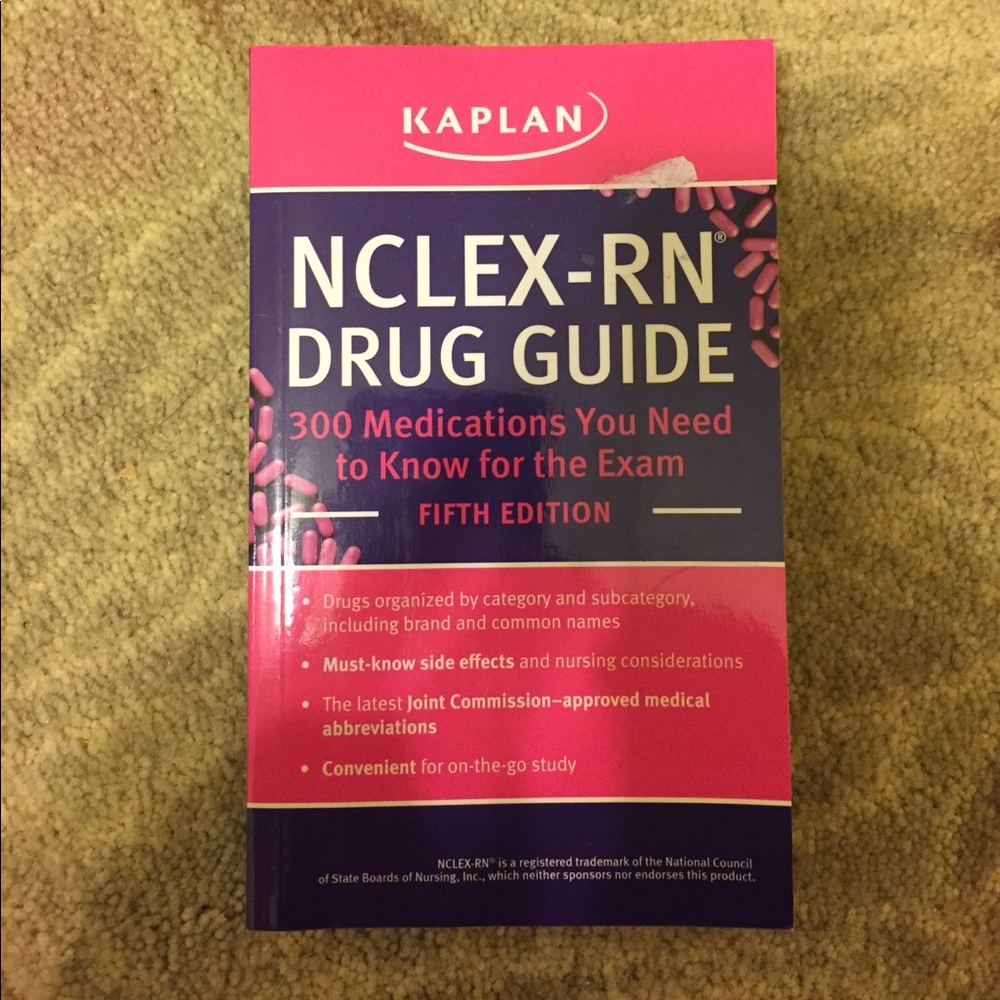 KAPLAN
NCLEX-RN®
DRUG GUIDE
300 Medications You Need
to Know for the Exam
FIFTH EDITION
• Drugs organized by category and subcategory,
including brand and common names
• Must-know side effects and nursing considerations
• The latest Joint Commission–approved medical
abbreviations
• Convenient for on-the-go study
NCLEX-RN® is a registered trademark of the National Council
of State Boards of Nursing, Inc., which neither sponsors nor endorses this product.